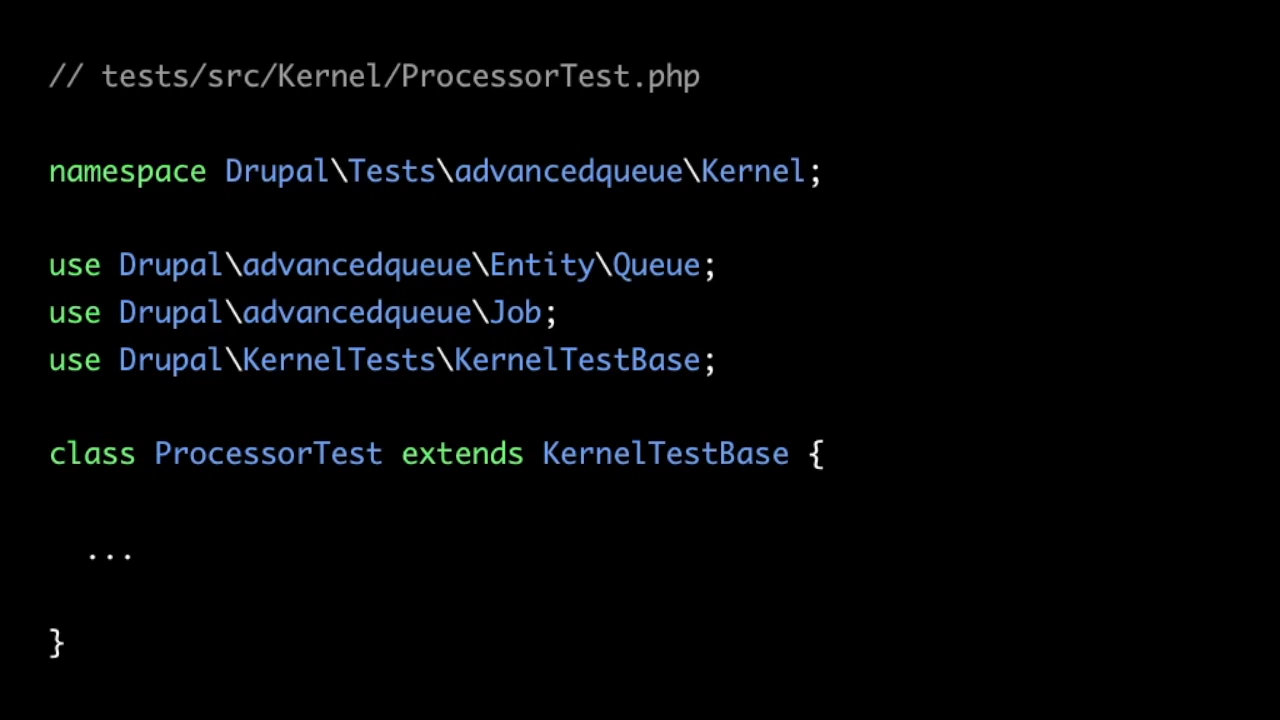 // tests/src/Kernel/ProcessorTest.php
namespace Drupal\Tests\advancedqueue\Kernel;
use Drupal\advancedqueue\Entity\Queue;
use Drupal\advancedqueue\Job;
use Drupal\KernelTests\KernelTestBase;
class ProcessorTest extends KernelTestBase {
...
}